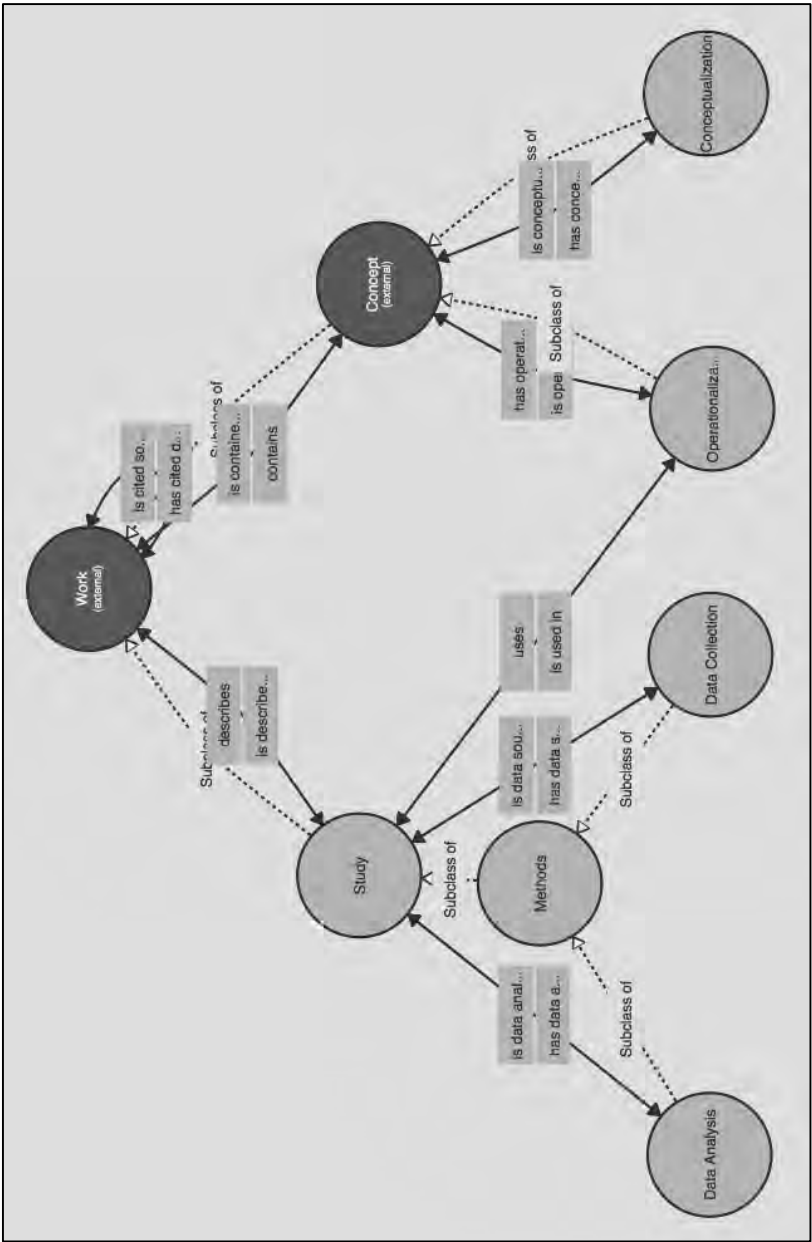 Work
(external)
is cited so...
has cited d...
Subclass of
is containe...
contains
describes
is describe...
Subclass of
Concept
(external)
Study
has operat...
is ope
Subclass of
is conceptu...
has conce...
ss of
uses
is used in
is data sou...
has data s...
Subclass of
Methods
is data anal...
has data a...
Subclass of
Subclass of
Conceptualization
Operationaliza...
Data Collection
Data Analysis